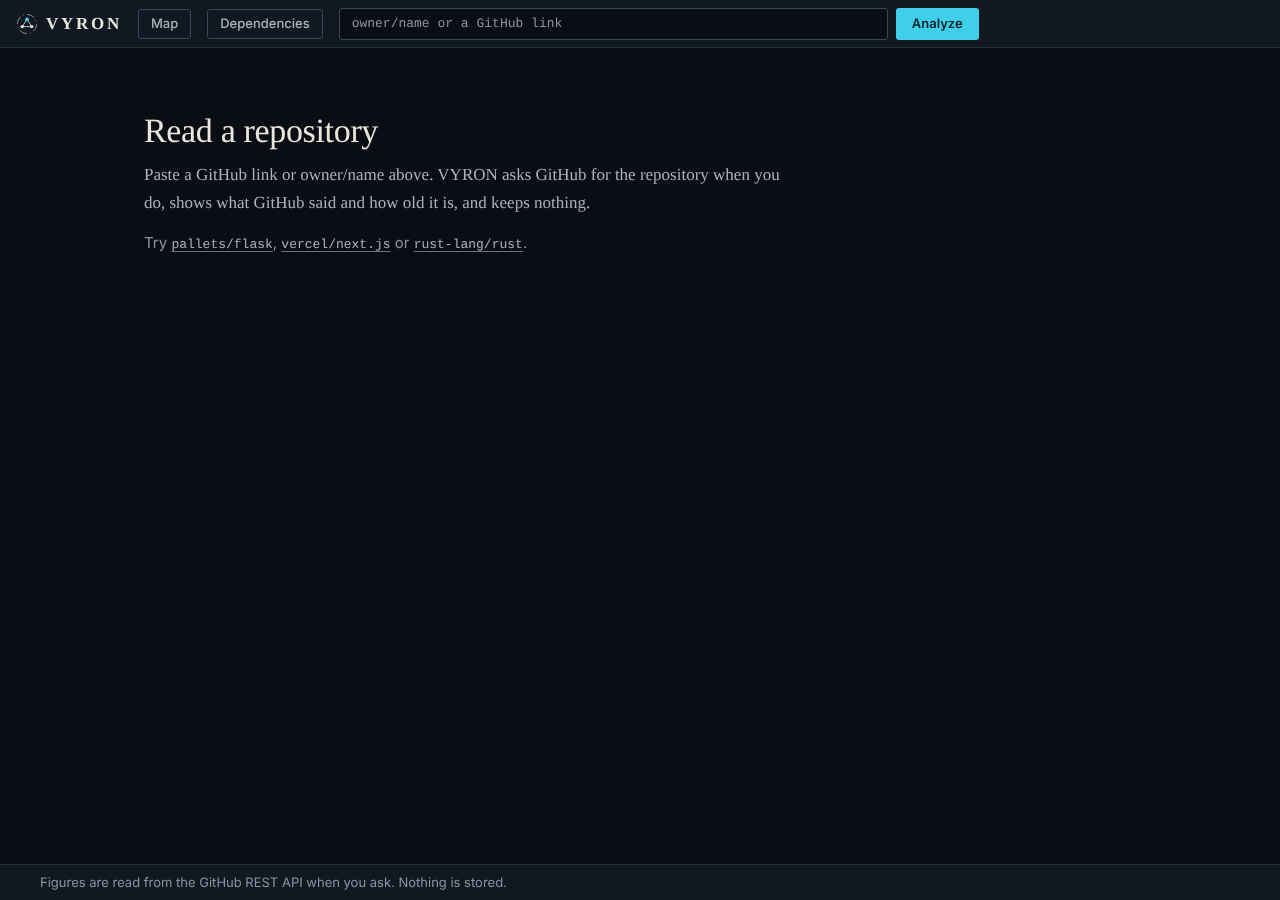 VYRON Map Dependencies owner/name or a GitHub link Analyze
Read a repository
Paste a GitHub link or owner/name above. VYRON asks GitHub for the repository when you
do, shows what GitHub said and how old it is, and keeps nothing.
Try pallets/flask, vercel/next.js or rust-lang/rust.
Figures are read from the GitHub REST API when you ask. Nothing is stored.